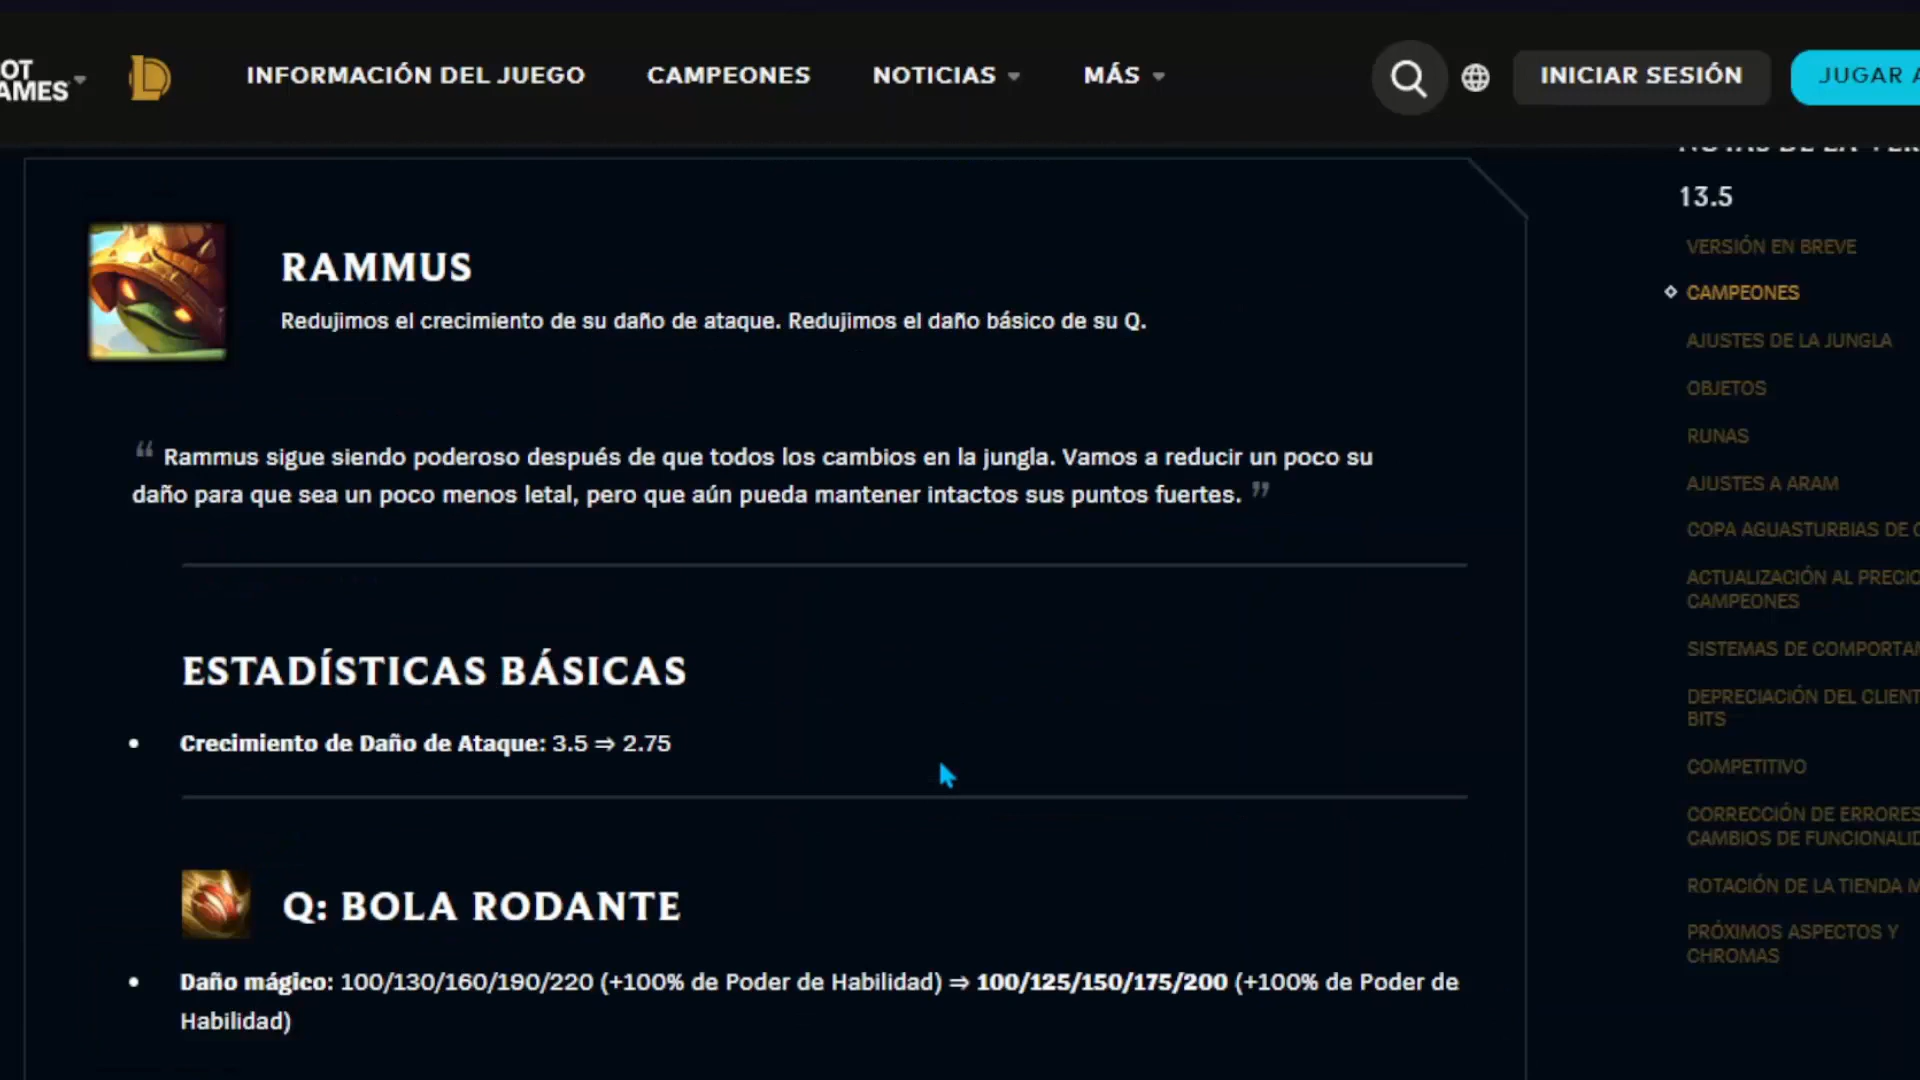 INFORMACIÓN DEL JUEGO CAMPEONES NOTICIAS MÁS INICIAR SESIÓN JUGAR
13.5
VERSIÓN EN BREVE
CAMPEONES
AJUSTES DE LA JUNGLA
OBJETOS
RUNAS
AJUSTES A ARAM
COPA AGUASTURBIAS DE
ACTUALIZACIÓN AL PRECIO
CAMPEONES
SISTEMAS DE
DEPRECIACIÓN DEL
BITS
COMPETITIVO
CORRECCIÓN DE ERRORES
CAMBIOS DE
ROTACIÓN DE LA TIENDA
PRÓXIMOS ASPECTOS Y
CHROMAS
RAMMUS
Redujimos el crecimiento de su daño de ataque. Redujimos el daño básico de su Q.
“ Rammus sigue siendo poderoso después de que todos los cambios en la jungla. Vamos a reducir un poco su
daño para que sea un poco menos letal, pero que aún pueda mantener intactos sus puntos fuertes. ”
ESTADÍSTICAS BÁSICAS
• Crecimiento de Daño de Ataque: 3.5 ⇒ 2.75
Q: BOLA RODANTE
• Daño mágico: 100/130/160/190/220 (+100% de Poder de Habilidad) ⇒ 100/125/150/175/200 (+100% de Poder de
Habilidad)